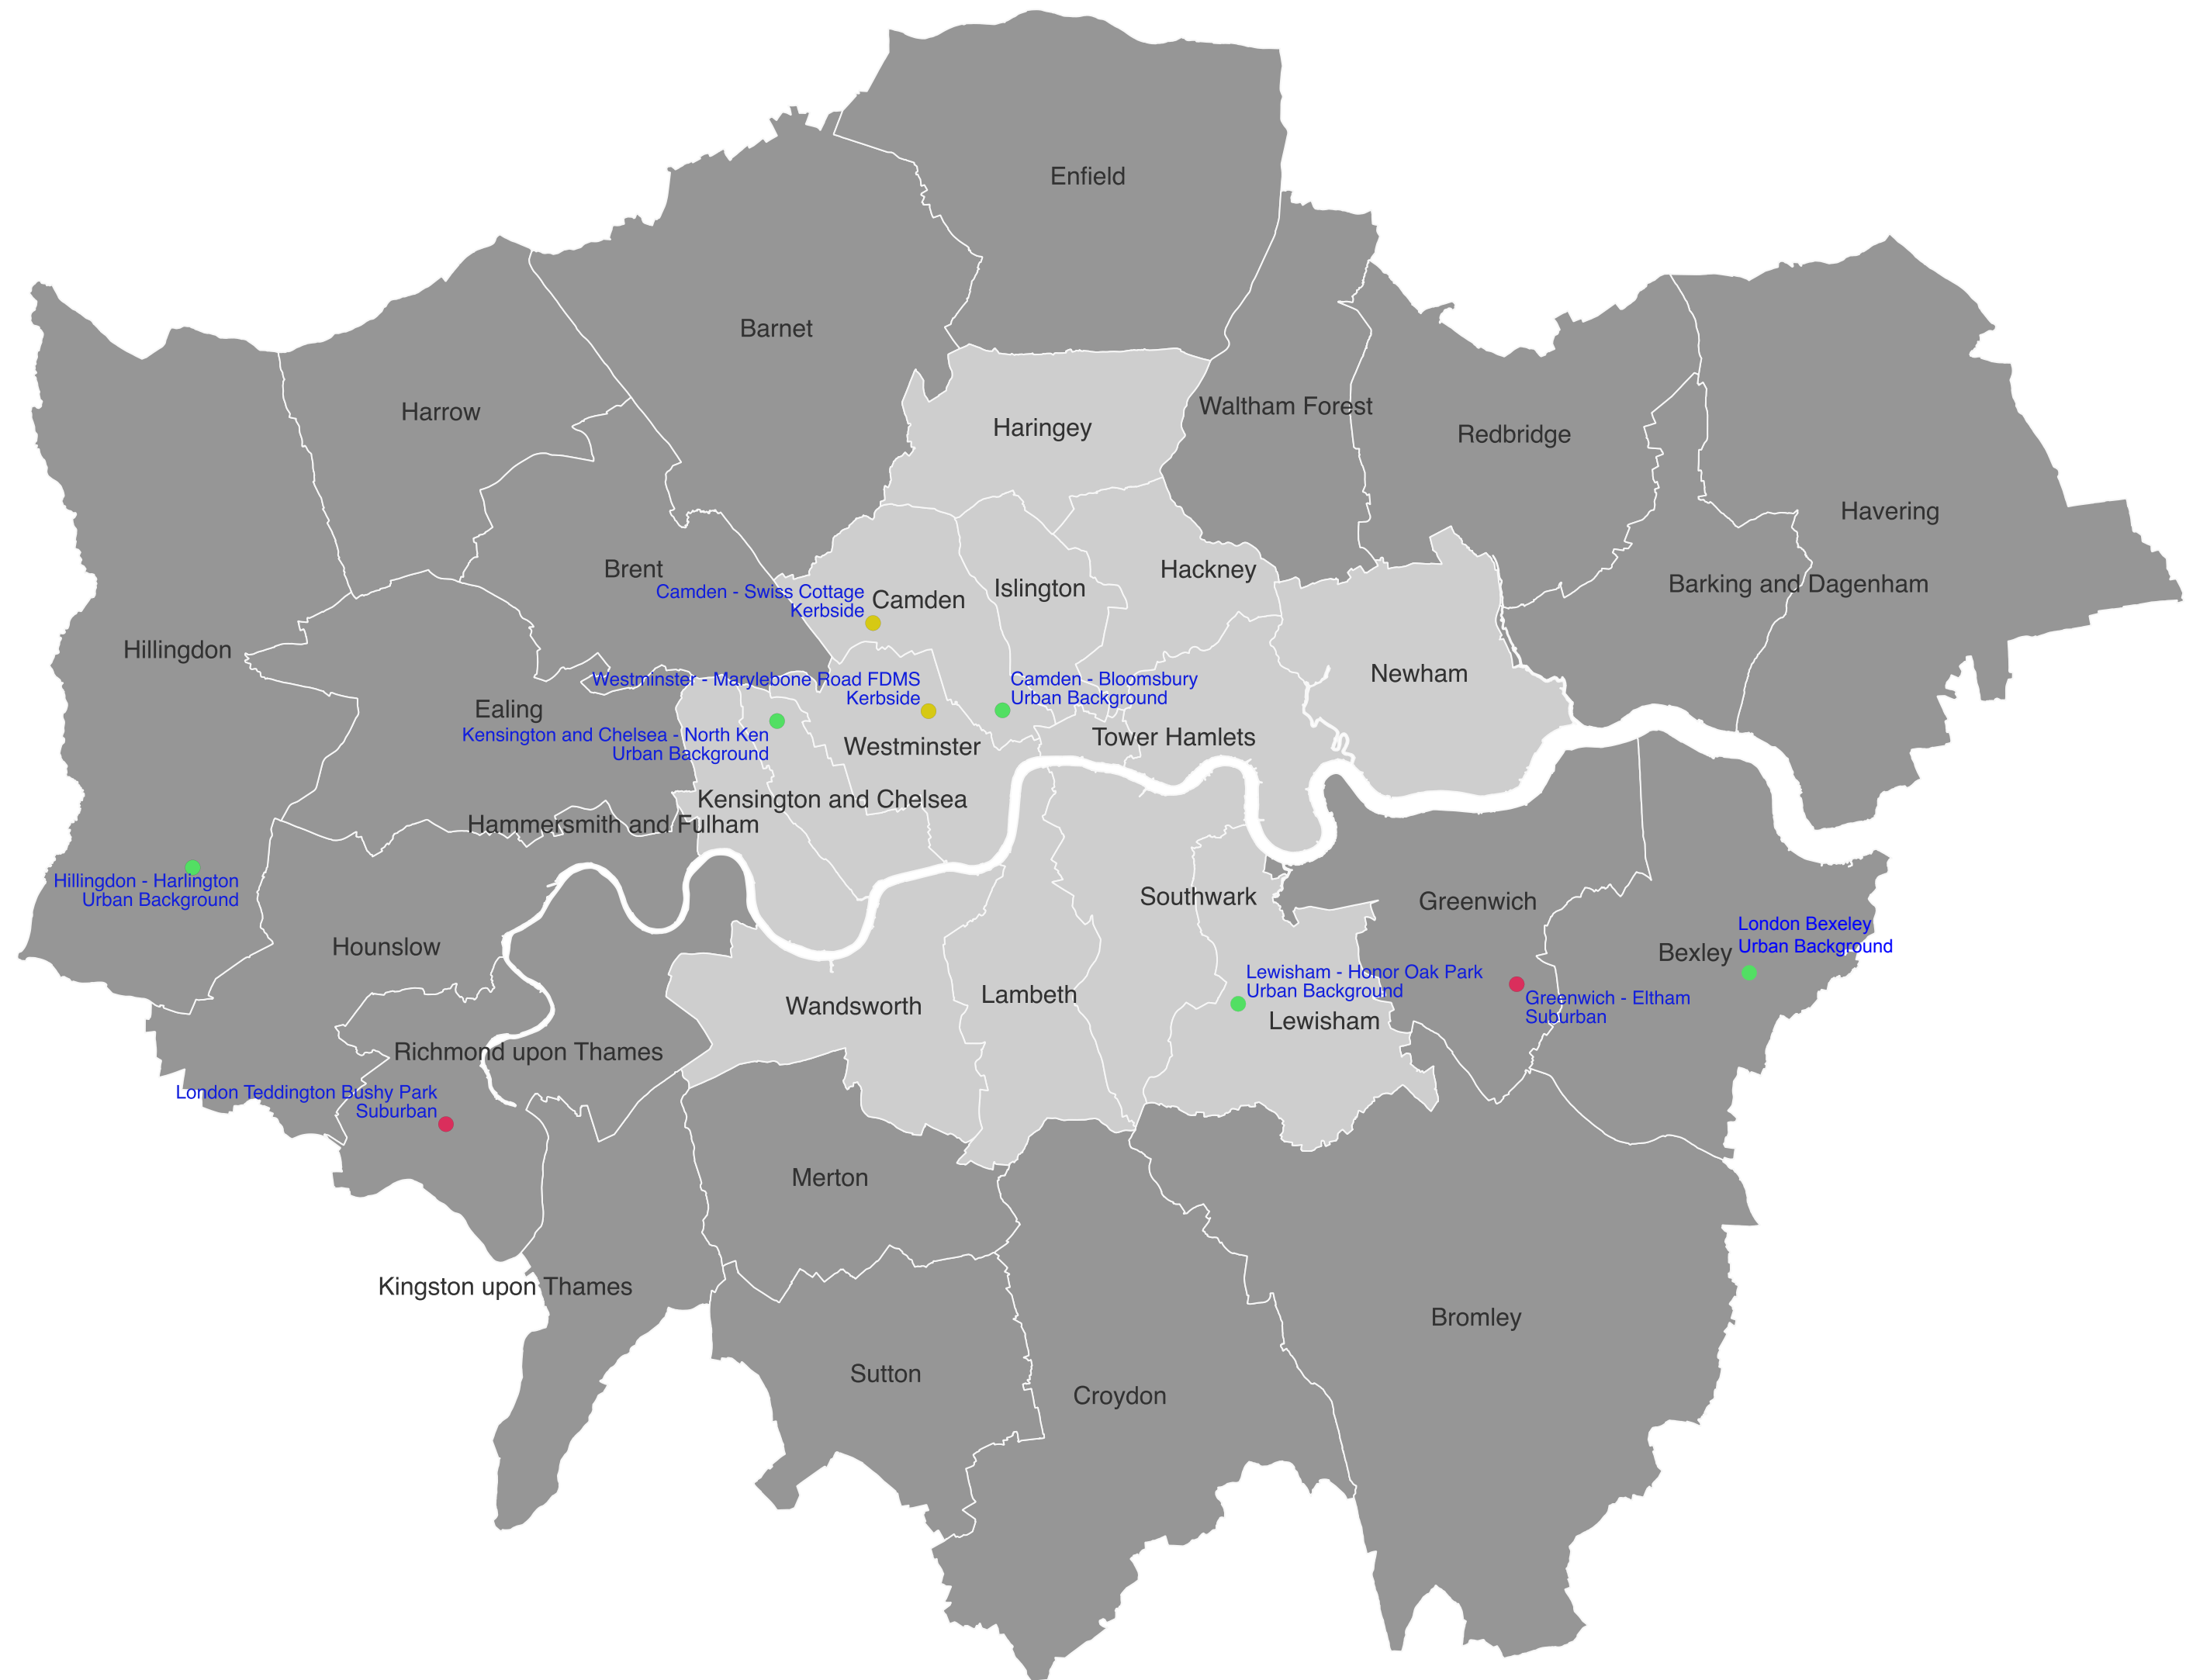 Enfield
Barnet
Harrow
Waltham Forest
Haringey
Redbridge
Havering
Brent
Hackney
Barking and Dagenham
Islington
Camden - Swiss Cottage
Kerbside
Camden
Hillingdon
Newham
Westminster - Marylebone Road FDMS
Kerbside
Camden - Bloomsbury
Urban Background
Ealing
Kensington and Chelsea - North Ken
Urban Background
Westminster
Tower Hamlets
Kensington and Chelsea
Hammersmith and Fulham
Hillingdon - Harlington
Urban Background
Southwark
Greenwich
London Bexeley
Urban Background
Hounslow
Bexley
Lewisham - Honor Oak Park
Urban Background
Lambeth
Wandsworth
Greenwich - Eltham
Suburban
Lewisham
Richmond upon Thames
London Teddington Bushy Park
Suburban
Merton
Kingston upon Thames
Bromley
Sutton
Croydon